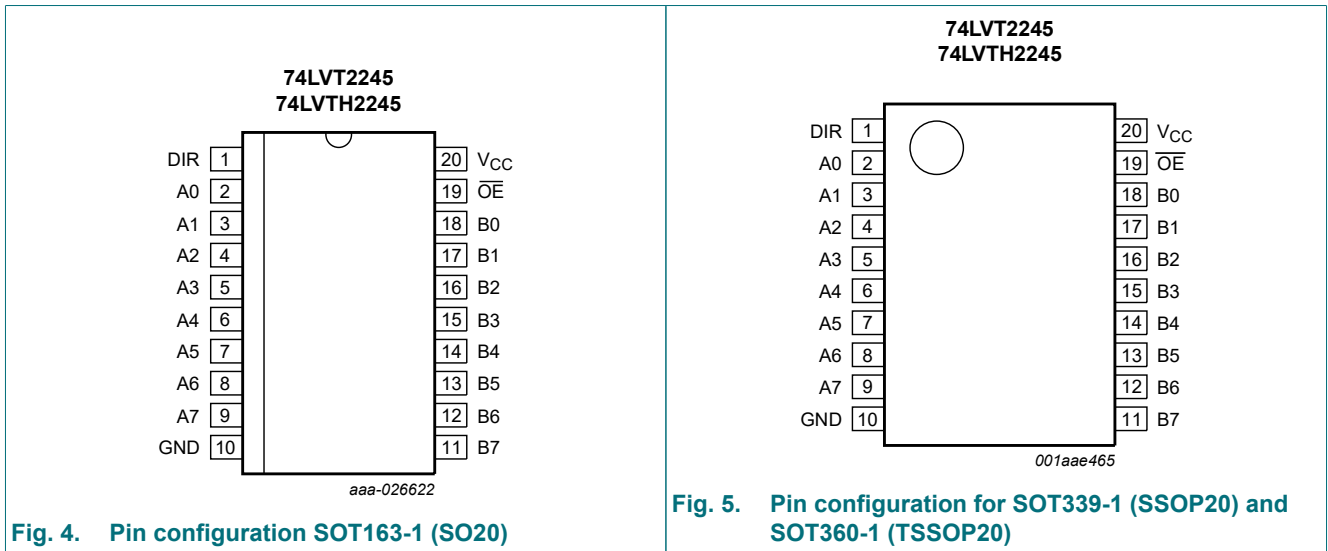 74LVT2245
74LVTH2245
DIR 1 20 VCC
A0 2 19 OE
A1 3 18 B0
A2 4 17 B1
A3 5 16 B2
A4 6 15 B3
A5 7 14 B4
A6 8 13 B5
A7 9 12 B6
GND 10 11 B7
aaa-026622
Fig. 4. Pin configuration SOT163-1 (SO20)
74LVT2245
74LVTH2245
DIR 1 20 VCC
A0 2 19 OE
A1 3 18 B0
A2 4 17 B1
A3 5 16 B2
A4 6 15 B3
A5 7 14 B4
A6 8 13 B5
A7 9 12 B6
GND 10 11 B7
001aae465
Fig. 5. Pin configuration for SOT339-1 (SSOP20) and
SOT360-1 (TSSOP20)